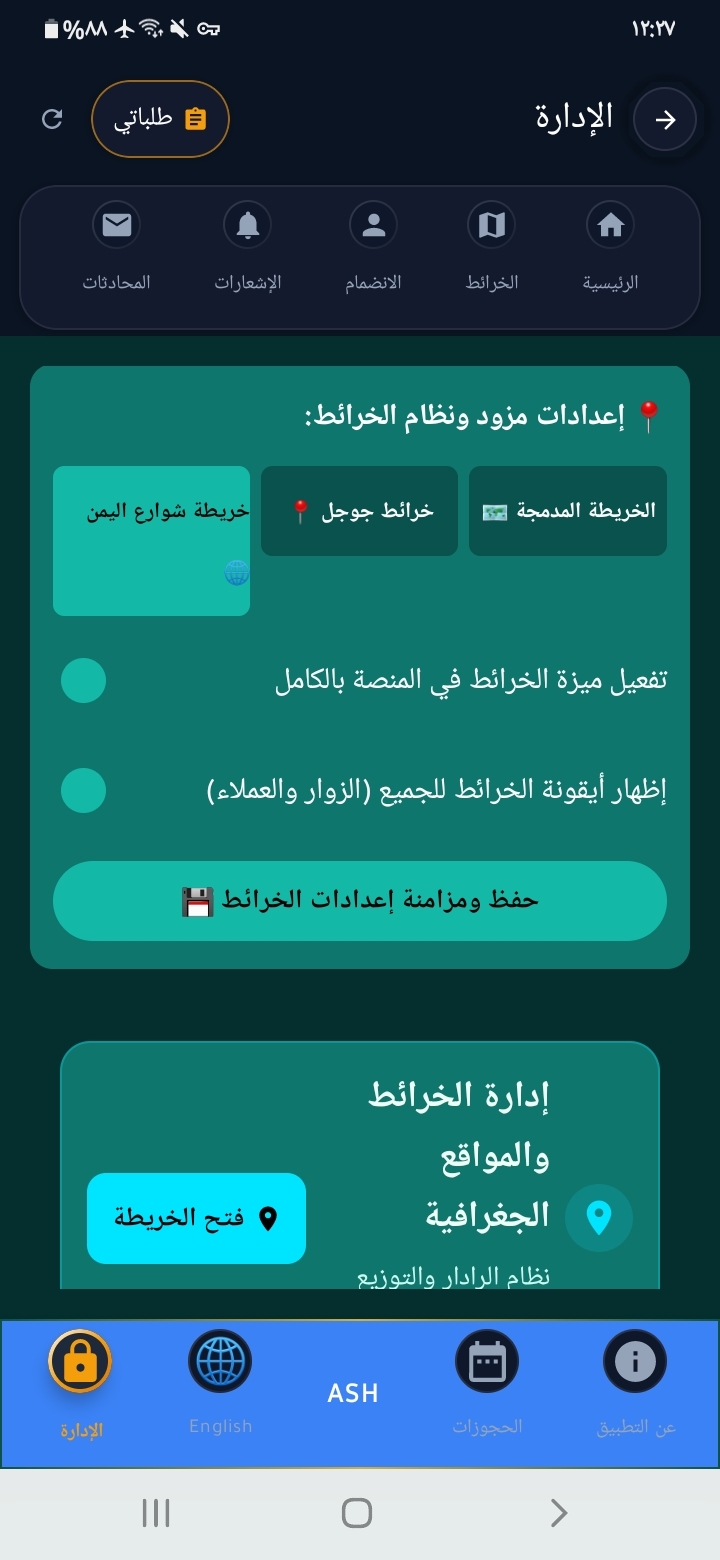 ١٢:٢٧
%٨٨
الإدارة
طلباتي
الرئيسية
الخرائط
الانضمام
الإشعارات
المحادثات
📍 إعدادات مزود ونظام الخرائط:
الخريطة المدمجة 🗺️
خرائط جوجل 📍
خريطة شوارع اليمن
🌐
تفعيل ميزة الخرائط في المنصة بالكامل
إظهار أيقونة الخرائط للجميع (الزوار والعملاء)
حفظ ومزامنة إعدادات الخرائط 💾
إدارة الخرائط
والمواقع
الجغرافية
نظام الرادار والتوزيع
فتح الخريطة
عن التطبيق
الحجوزات
ASH
English
الإدارة